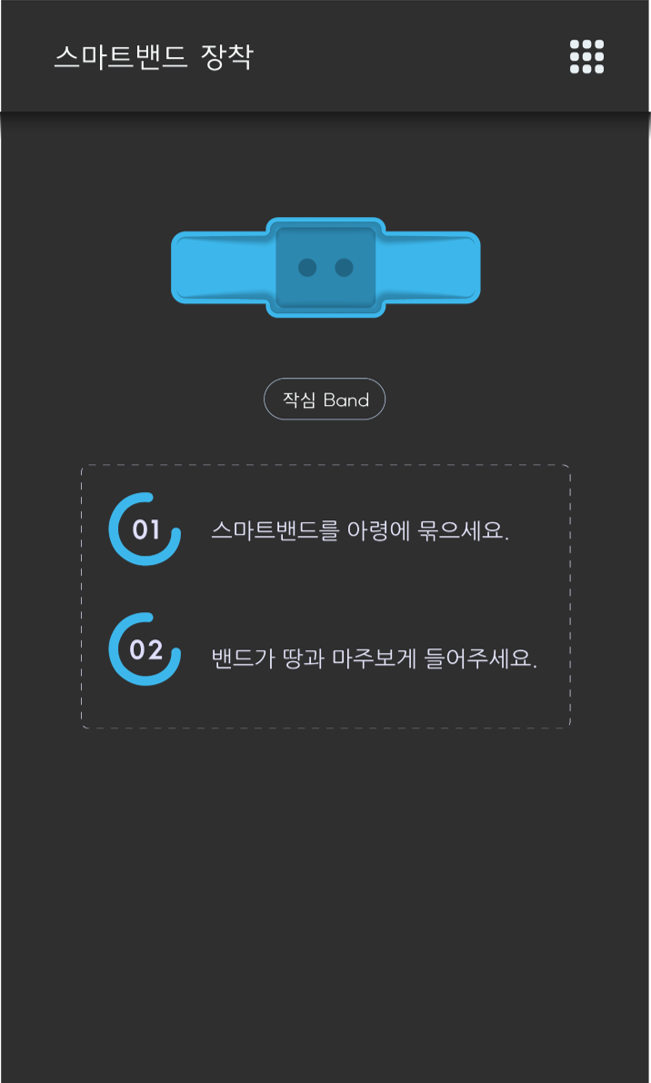 스마트밴드 장착
작심 Band
01
스마트밴드를 아령에 묶으세요.
02
밴드가 땅과 마주보게 들어주세요.